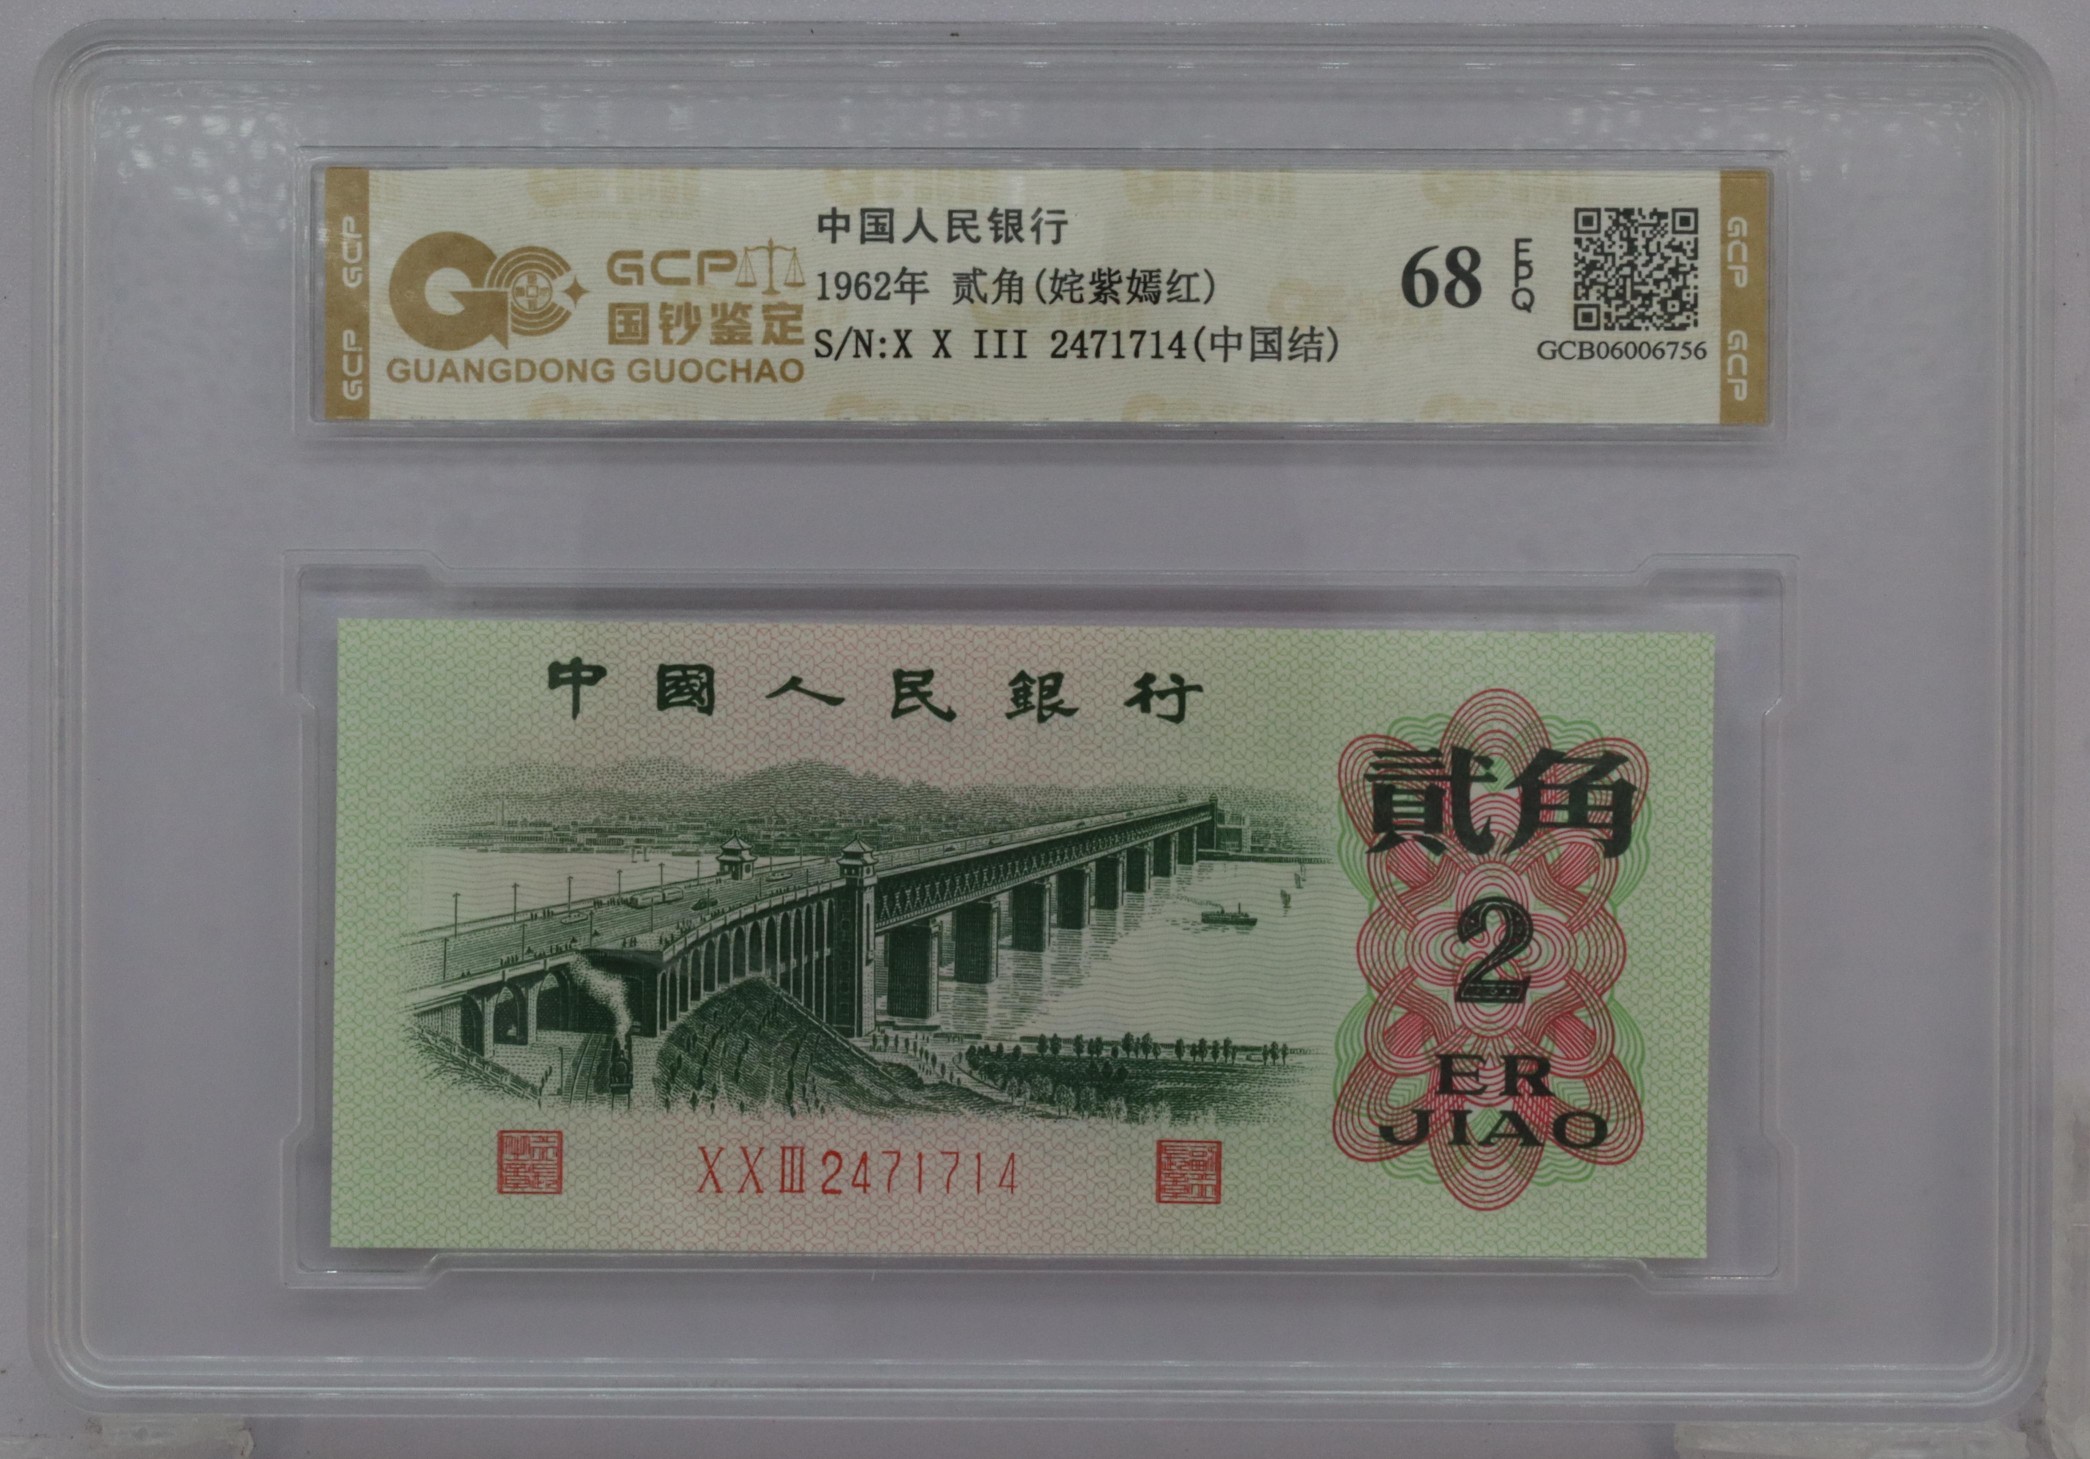 GCP
国钞鉴定
GUANGDONG GUOCHAO
中国人民银行
1962年 贰角(姹紫嫣红)
S/N:X X III 2471714(中国结)
68
EPQ
GCB06006756
GCP
GCP
GCP
GCP
中國人民銀行
貳角
2
ER
JIAO
XXIII2471714